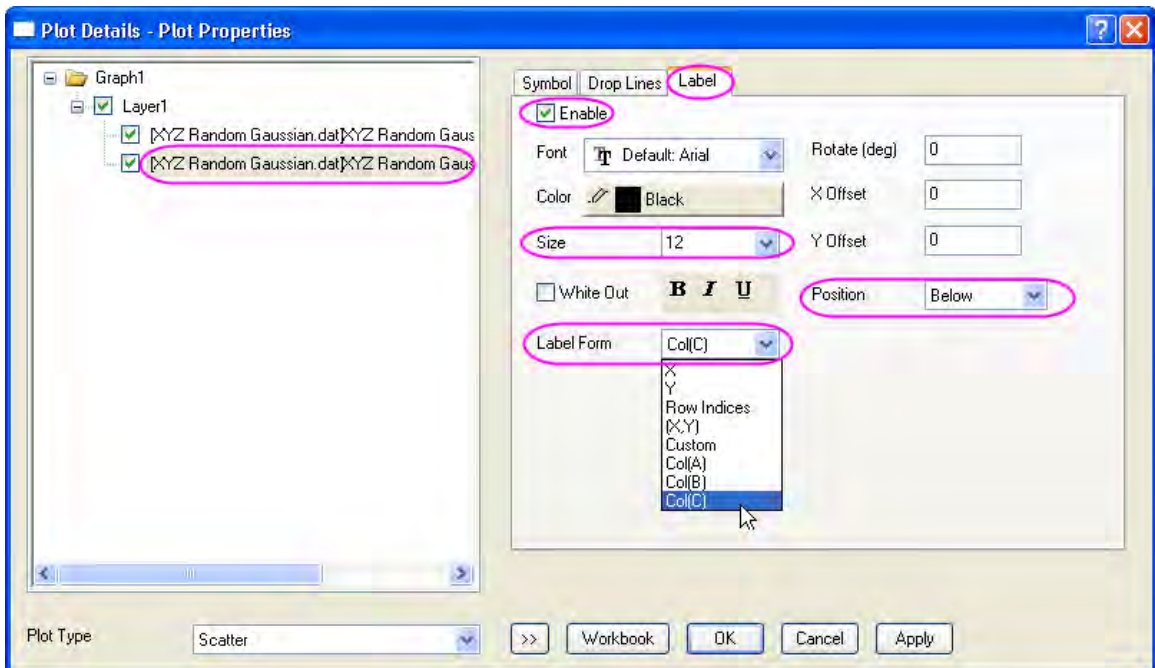 Plot Details - Plot Properties
Graph1
Layer1
[XYZ Random Gaussian.dat]XYZ Random Gaus
[XYZ Random Gaussian.dat]XYZ Random Gaus
Symbol Drop Lines Label
Enable
Font Default: Arial Rotate (deg) 0
Color Black X Offset 0
Size 12 Y Offset 0
White Out B I U Position Below
Label Form Col(C)
X
Y
Row Indices
(X,Y)
Custom
Col(A)
Col(B)
Col(C)
Plot Type Scatter >> Workbook OK Cancel Apply